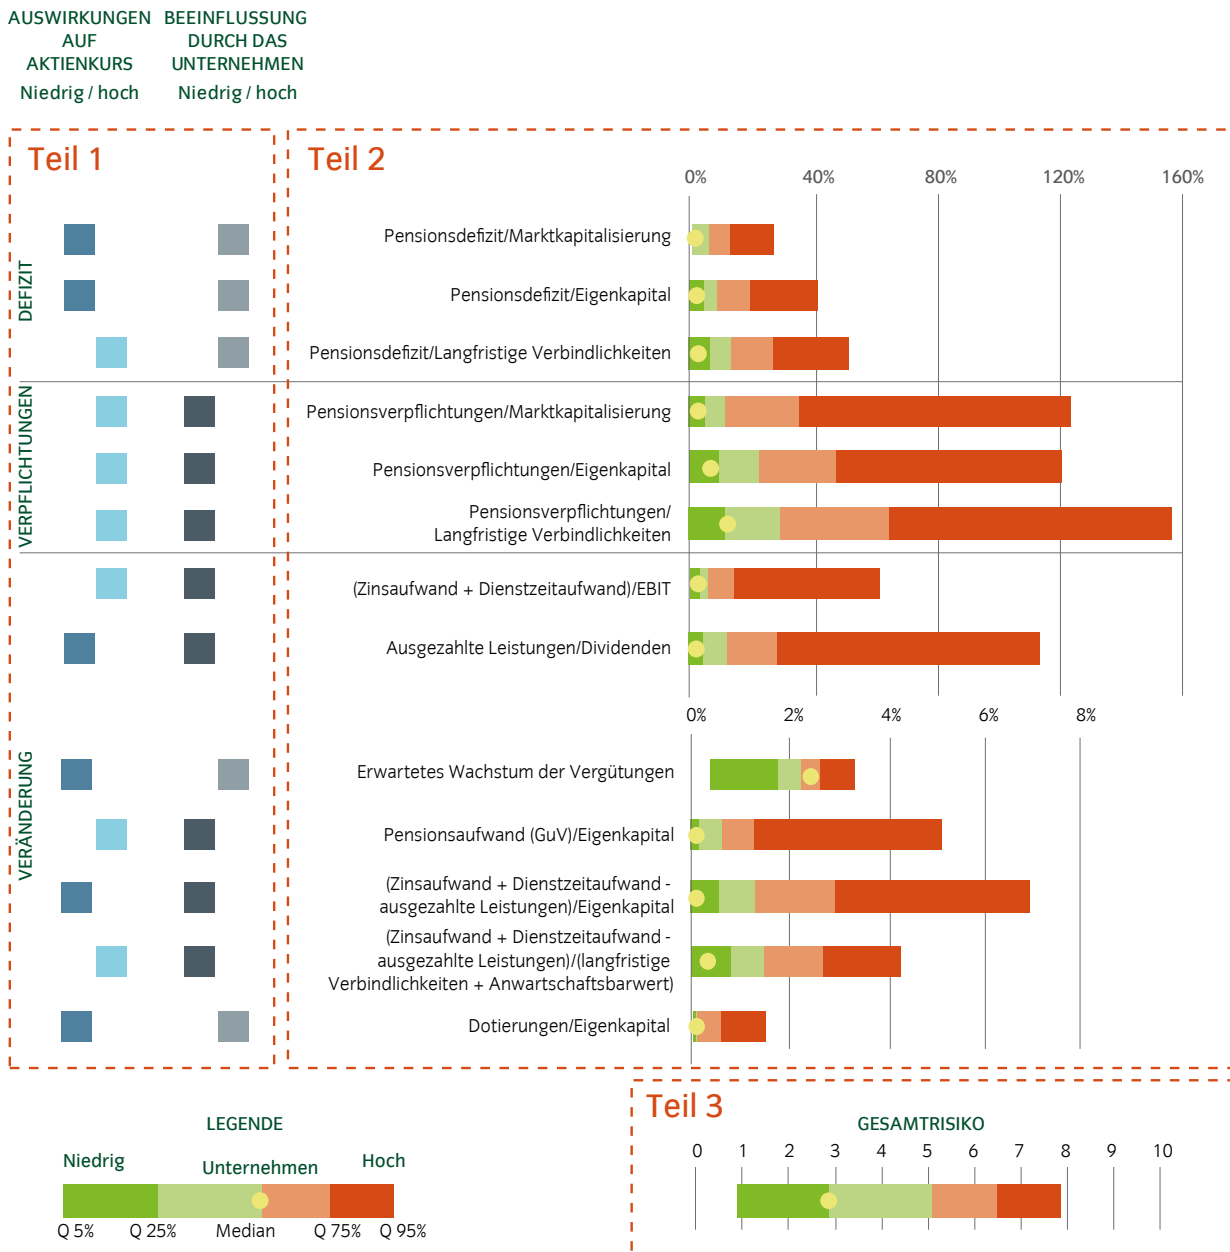 AUSWIRKUNGEN
AUF
AKTIENKURS
Niedrig / hoch
BEEINFLUSSUNG
DURCH DAS
UNTERNEHMEN
Niedrig / hoch
Teil 1
Teil 2
0% 40% 80% 120% 160%
DEFIZIT
Pensionsdefizit/Marktkapitalisierung
Pensionsdefizit/Eigenkapital
Pensionsdefizit/Langfristige Verbindlichkeiten
VERPFLICHTUNGEN
Pensionsverpflichtungen/Marktkapitalisierung
Pensionsverpflichtungen/Eigenkapital
Pensionsverpflichtungen/
Langfristige Verbindlichkeiten
VERÄNDERUNG
(Zinsaufwand + Dienstzeitaufwand)/EBIT
Ausgezahlte Leistungen/Dividenden
0% 2% 4% 6% 8%
Erwartetes Wachstum der Vergütungen
Pensionsaufwand (GuV)/Eigenkapital
(Zinsaufwand + Dienstzeitaufwand -
ausgezahlte Leistungen)/Eigenkapital
(Zinsaufwand + Dienstzeitaufwand -
ausgezahlte Leistungen)/(langfristige
Verbindlichkeiten + Anwartschaftsbarwert)
Dotierungen/Eigenkapital
LEGENDE
Niedrig Unternehmen Hoch
Q 5% Q 25% Median Q 75% Q 95%
Teil 3
GESAMTRISIKO
0 1 2 3 4 5 6 7 8 9 10